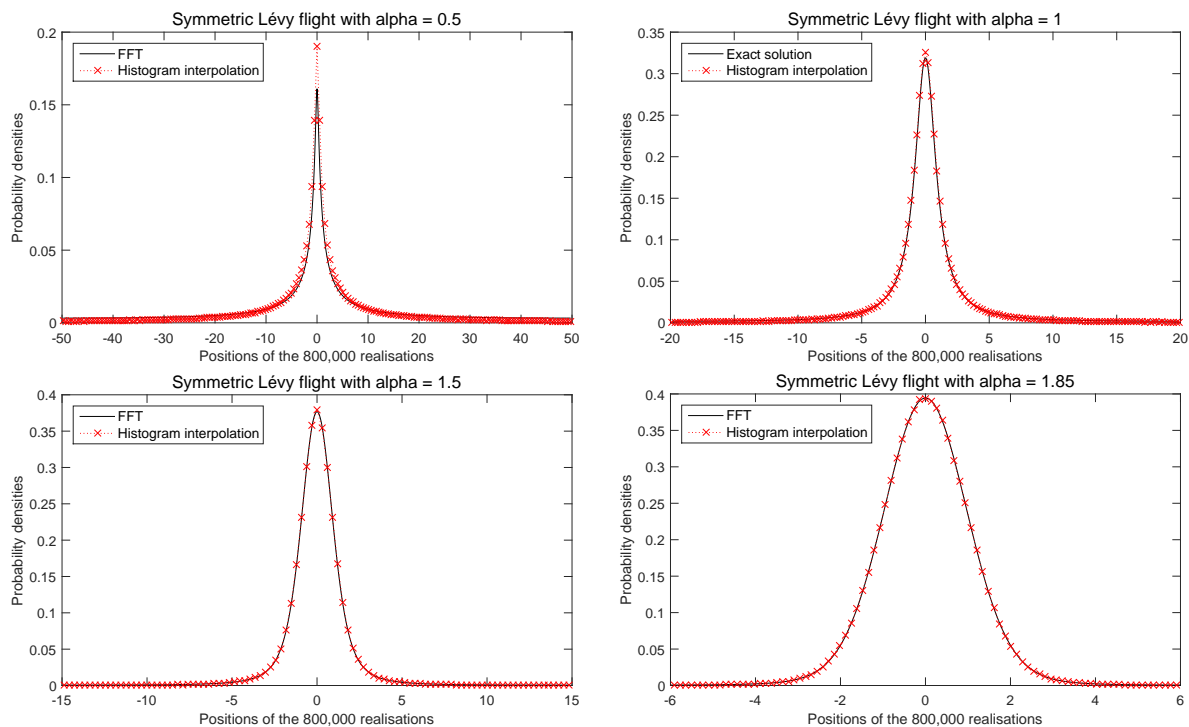 Symmetric Lévy flight with alpha = 0.5
0.2
0.15
0.1
0.05
0
FFT
Histogram interpolation
Probability densities
-50 -40 -30 -20 -10 0 10 20 30 40 50
Positions of the 800,000 realisations
Symmetric Lévy flight with alpha = 1
0.35
0.3
0.25
0.2
0.15
0.1
0.05
0
Exact solution
Histogram interpolation
Probability densities
-20 -15 -10 -5 0 5 10 15 20
Positions of the 800,000 realisations
Symmetric Lévy flight with alpha = 1.5
0.4
0.35
0.3
0.25
0.2
0.15
0.1
0.05
0
FFT
Histogram interpolation
Probability densities
-15 -10 -5 0 5 10 15
Positions of the 800,000 realisations
Symmetric Lévy flight with alpha = 1.85
0.4
0.35
0.3
0.25
0.2
0.15
0.1
0.05
0
FFT
Histogram interpolation
Probability densities
-6 -4 -2 0 2 4 6
Positions of the 800,000 realisations